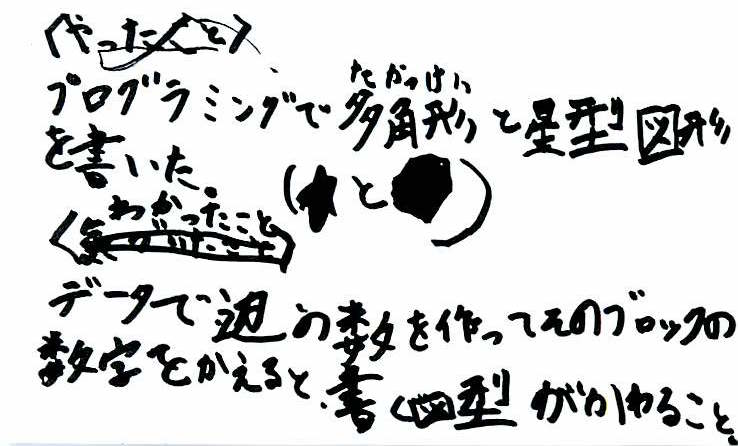 〈やったこと〉
プログラミングで多角形と星型図形
を書いた。
(と)
〈わかったこと〉
データで辺の数を作ってそのブロックの
数字をかえると、書く図型がかわること。